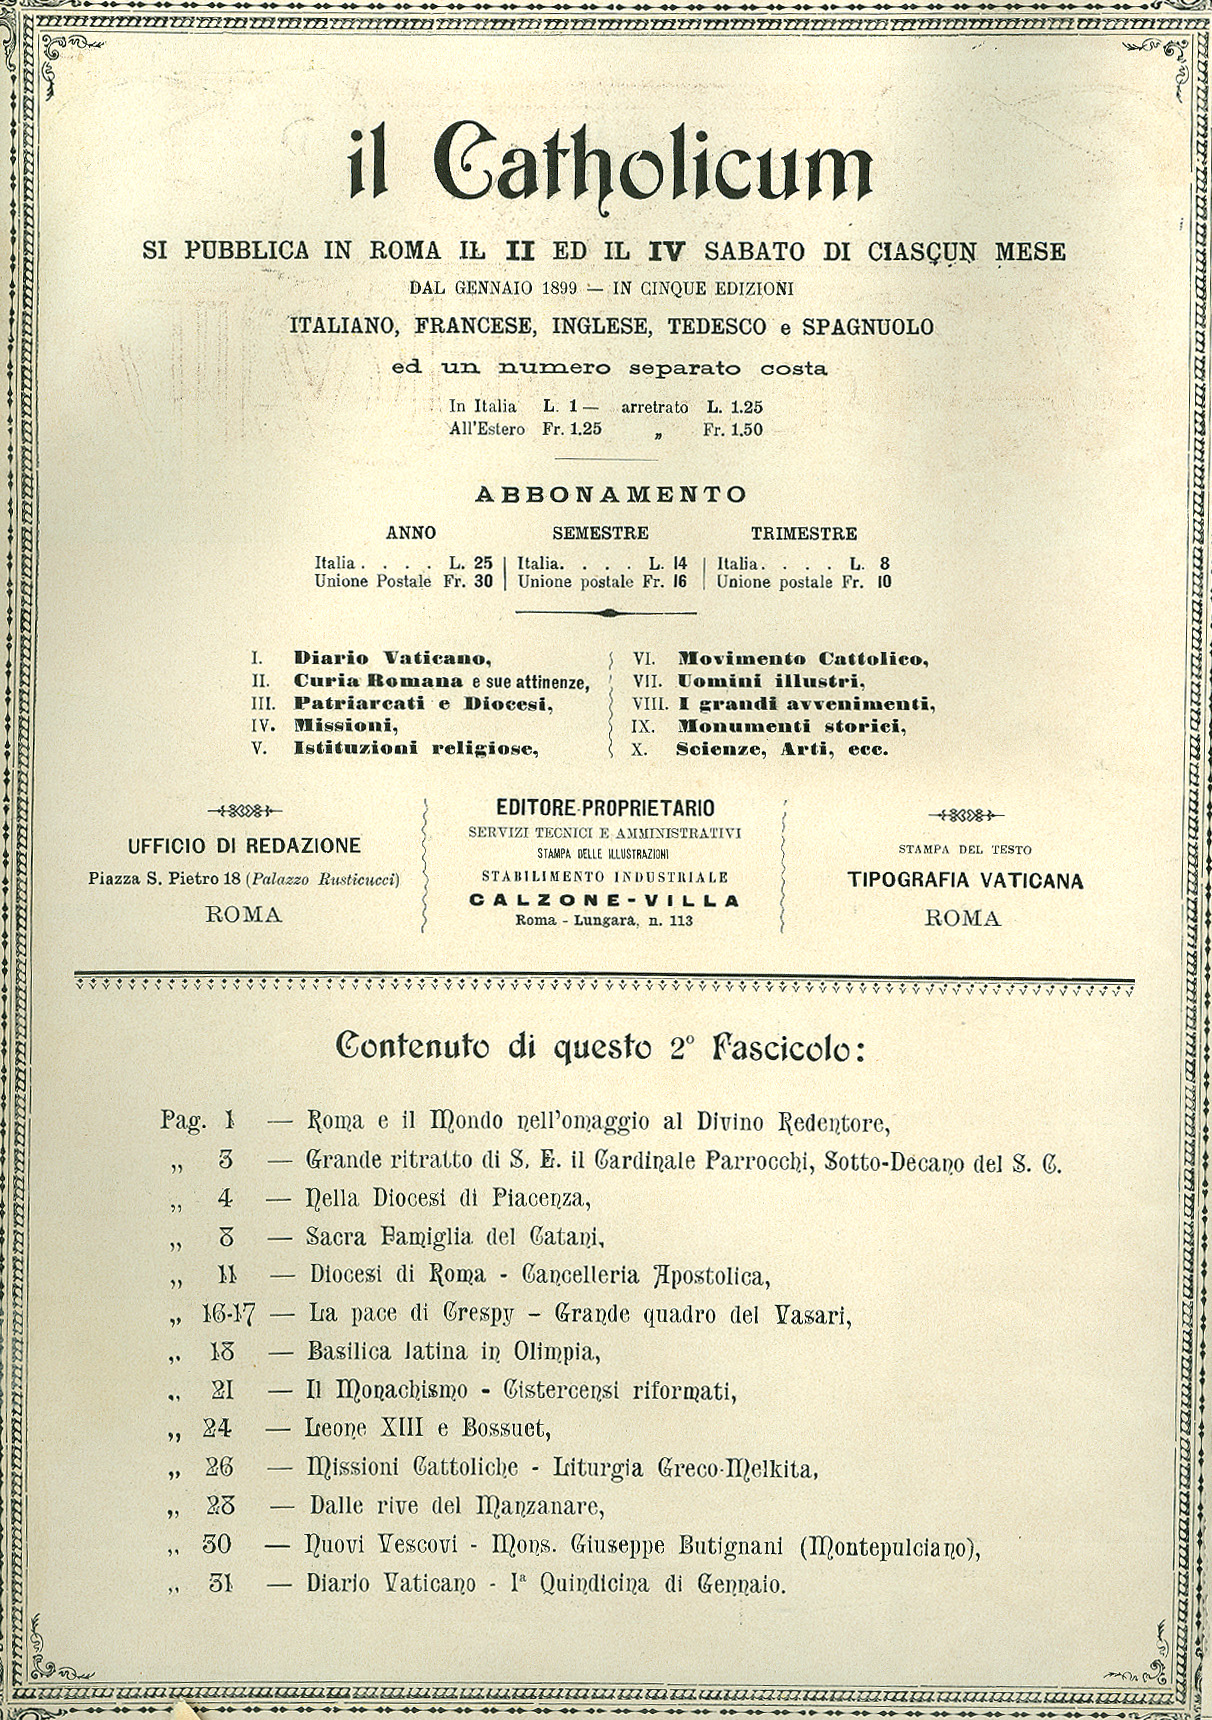 il Catholicum
SI PUBBLICA IN ROMA IL II ED IL IV SABATO DI CIASCUN MESE
DAL GENNAIO 1899 — IN CINQUE EDIZIONI
ITALIANO, FRANCESE, INGLESE, TEDESCO e SPAGNUOLO
ed un numero separato costa
In Italia L. 1 — arretrato L. 1.25
All'Estero Fr. 1.25 „ Fr. 1.50
ABBONAMENTO
ANNO SEMESTRE TRIMESTRE
Italia . . . . L. 25 | Italia. . . . L. 14 | Italia. . . . L. 8
Unione Postale Fr. 30 | Unione postale Fr. 16 | Unione postale Fr. 10
I. Diario Vaticano,
II. Curia Romana e sue attinenze,
III. Patriarcati e Diocesi,
IV. Missioni,
V. Istituzioni religiose,
VI. Movimento Cattolico,
VII. Uomini illustri,
VIII. I grandi avvenimenti,
IX. Monumenti storici,
X. Scienze, Arti, ecc.
UFFICIO DI REDAZIONE
Piazza S. Pietro 18 (Palazzo Rusticucci)
ROMA
EDITORE-PROPRIETARIO
SERVIZI TECNICI E AMMINISTRATIVI
STAMPA DELLE ILLUSTRAZIONI
STABILIMENTO INDUSTRIALE
CALZONE-VILLA
Roma - Lungara, n. 113
STAMPA DEL TESTO
TIPOGRAFIA VATICANA
ROMA
Contenuto di questo 2º Fascicolo:
Pag. 1 — Roma e il Mondo nell'omaggio al Divino Redentore,
„ 3 — Grande ritratto di S. E. il Cardinale Parrocchi, Sotto-Decano del S. C.
„ 4 — Nella Diocesi di Piacenza,
„ 8 — Sacra Famiglia del Catani,
„ 11 — Diocesi di Roma - Cancelleria Apostolica,
„ 16-17 — La pace di Crespy - Grande quadro del Vasari,
„ 18 — Basilica latina in Olimpia,
„ 21 — Il Monachismo - Cistercensi riformati,
„ 24 — Leone XIII e Bossuet,
„ 26 — Missioni Cattoliche - Liturgia Greco-Melkita,
„ 28 — Dalle rive del Manzanare,
„ 30 — Nuovi Vescovi - Mons. Giuseppe Butignani (Montepulciano),
„ 31 — Diario Vaticano - Iª Quindicina di Gennaio.